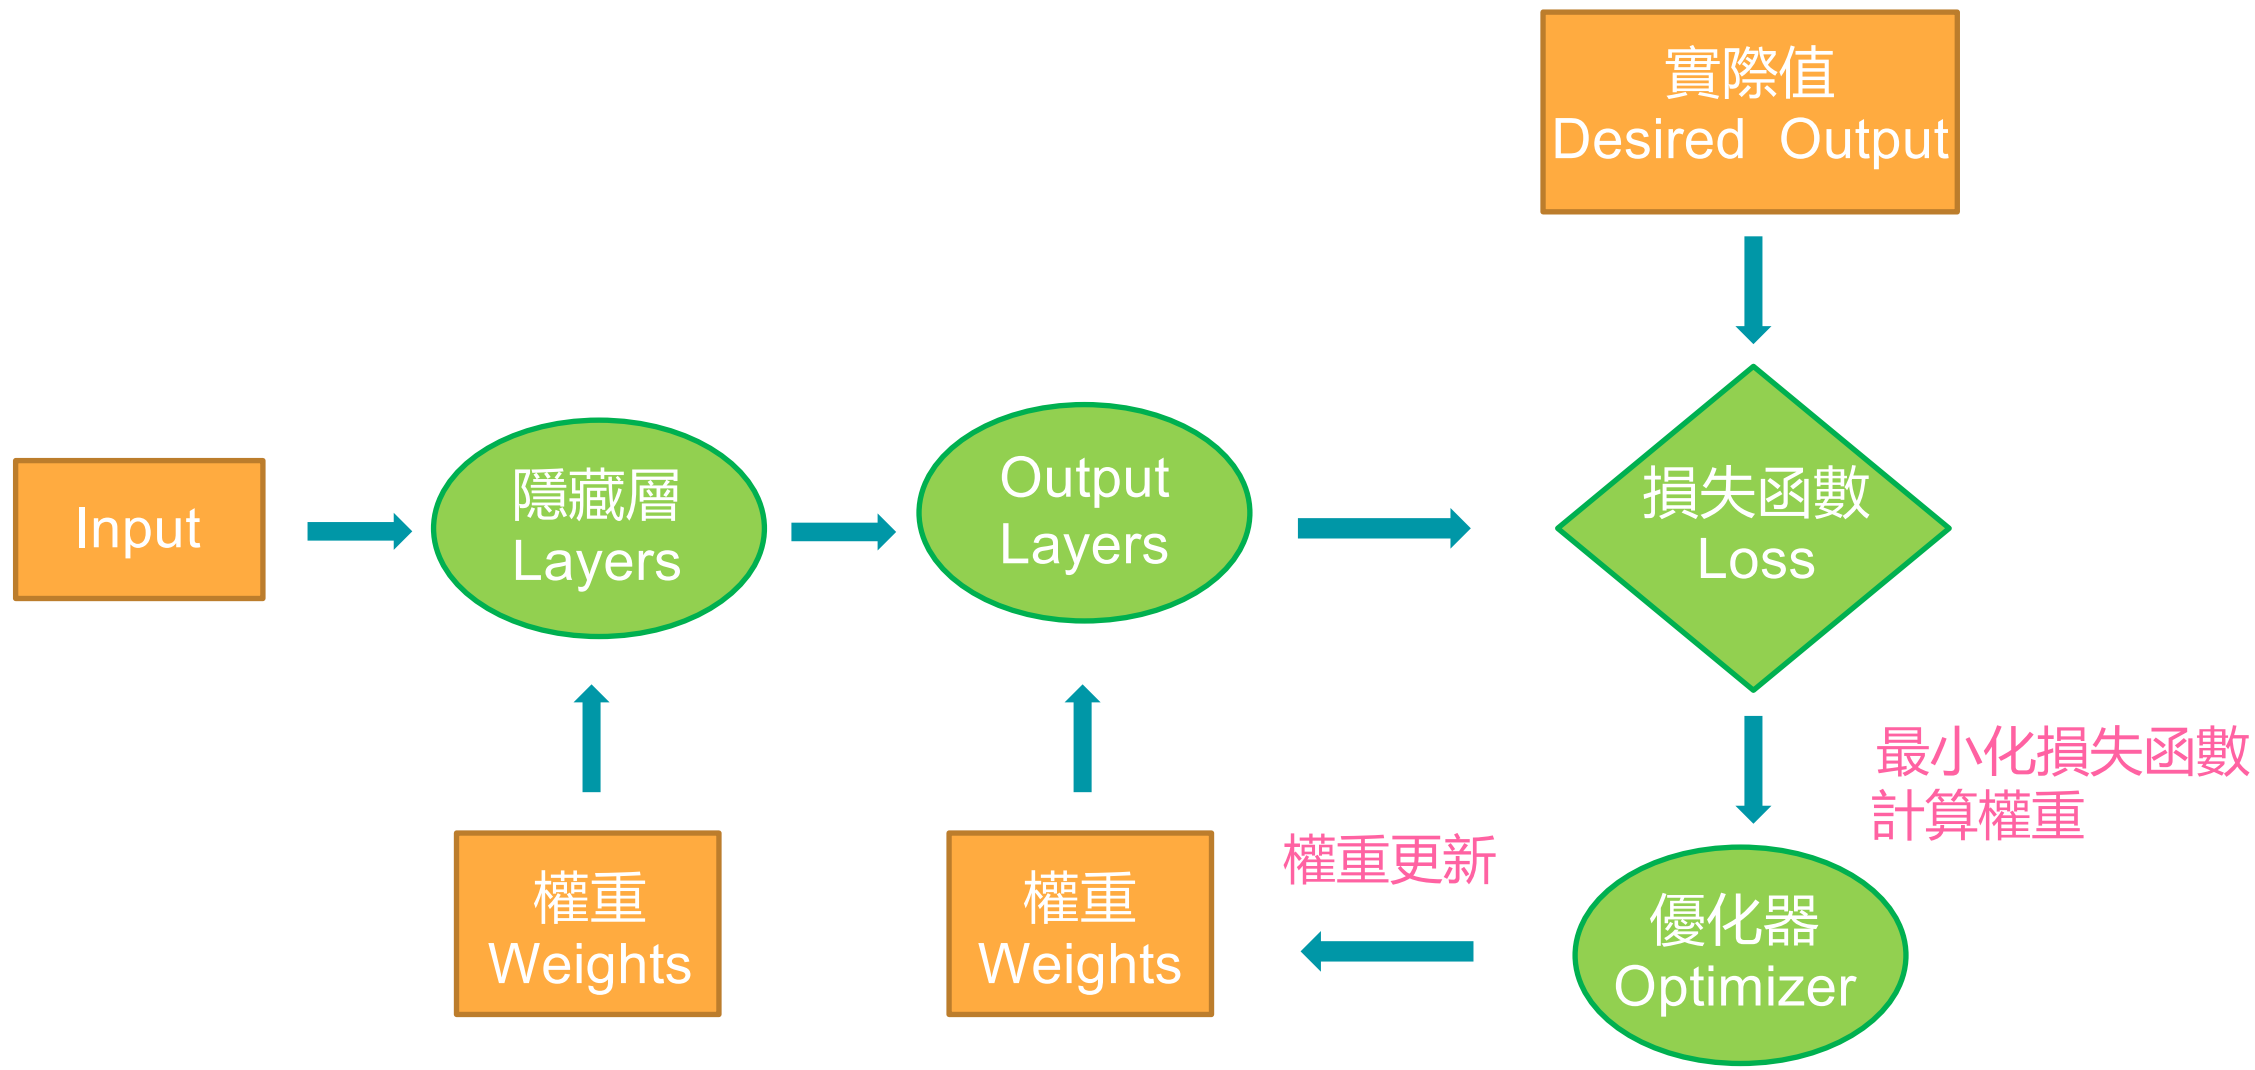 實際值
Desired Output
Input
隱藏層
Layers
Output
Layers
損失函數
Loss
最小化損失函數
計算權重
權重
Weights
權重
Weights
權重更新
優化器
Optimizer